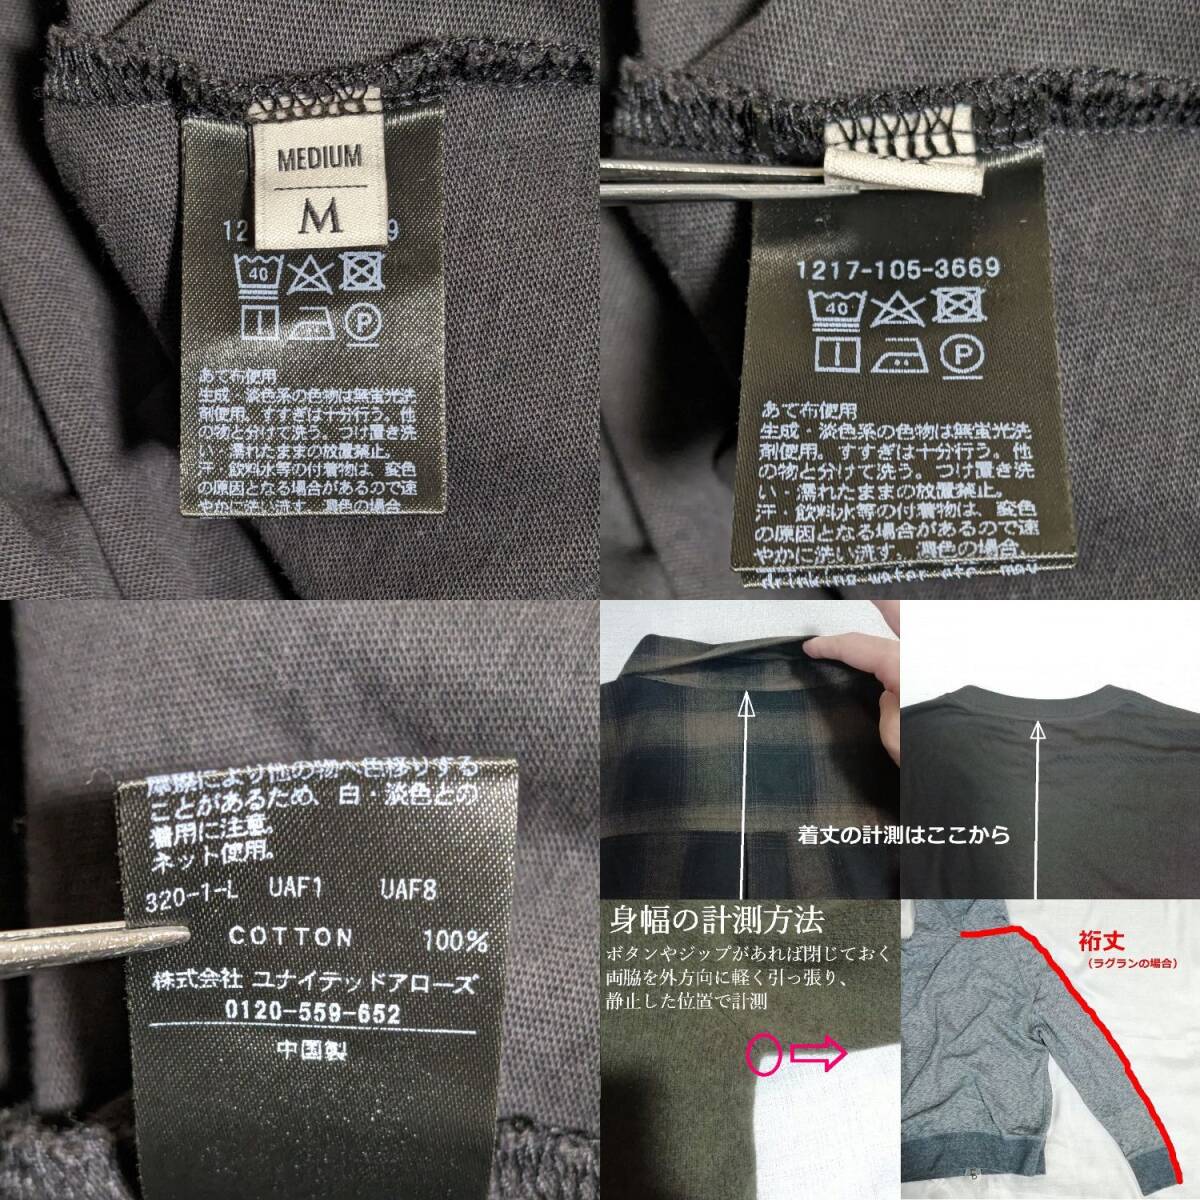 MEDIUM
M
12 9
40
P
あて布使用
生成・淡色系の色物は無蛍光洗
剤使用。すすぎは十分行う。他
の物と分けて洗う。つけ置き洗
い・濡れたままの放置禁止。
汗・飲料水等の付着物は、変色
の原因となる場合があるので速
やかに洗い流す。濃色の場合、
1217-105-3669
40
P
あて布使用
生成・淡色系の色物は無蛍光洗
剤使用。すすぎは十分行う。他
の物と分けて洗う。つけ置き洗
い・濡れたままの放置禁止。
汗・飲料水等の付着物は、変色
の原因となる場合があるので速
やかに洗い流す。濃色の場合、
drinking water etc. may
摩擦により他の物へ色移りする
ことがあるため、白・淡色との
着用に注意。
ネット使用。
320-1-L UAF1 UAF8
COTTON 100%
株式会社 ユナイテッドアローズ
0120-559-652
中国製
着丈の計測はここから
身幅の計測方法
ボタンやジップがあれば閉じておく
両脇を外方向に軽く引っ張り、
静止した位置で計測
裄丈
(ラグランの場合)